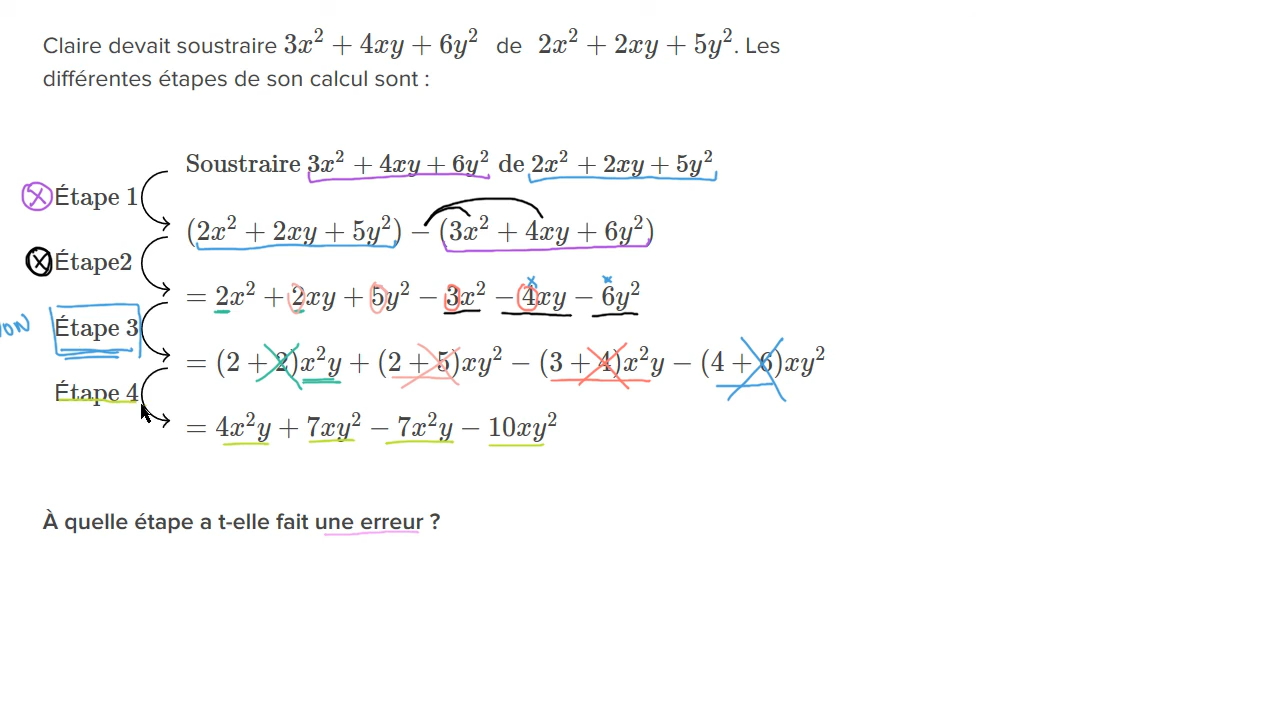 Claire devait soustraire 3x² + 4xy + 6y² de 2x² + 2xy + 5y². Les
différentes étapes de son calcul sont :
Soustraire 3x² + 4xy + 6y² de 2x² + 2xy + 5y²
Étape 1
(2x² + 2xy + 5y²) − (3x² + 4xy + 6y²)
Étape2
= 2x² + 2xy + 5y² − 3x² − 4xy − 6y²
ON Étape 3
= (2 + 2)x²y + (2 + 5)xy² − (3 + 4)x²y − (4 + 6)xy²
Étape 4
= 4x²y + 7xy² − 7x²y − 10xy²
À quelle étape a t-elle fait une erreur ?